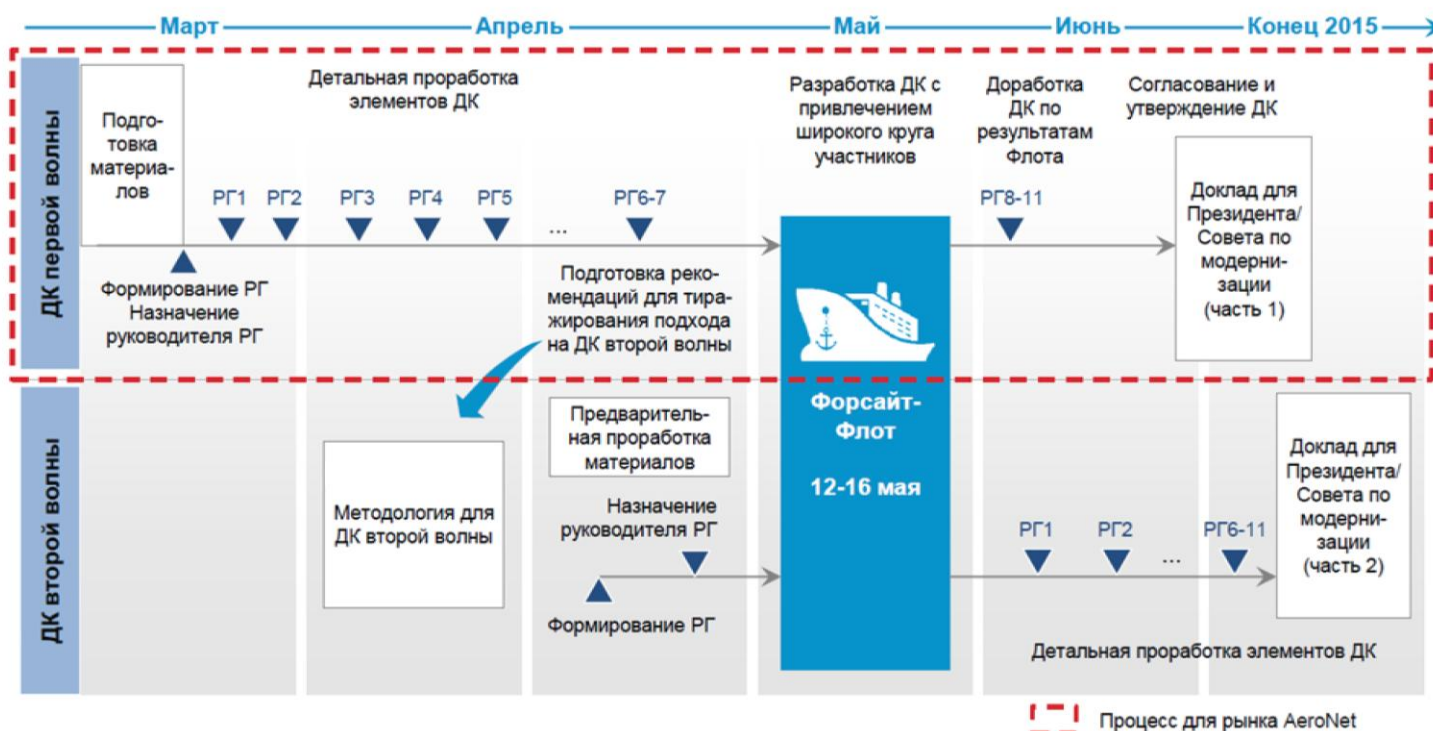 Март
Апрель
Май
Июнь
Конец 2015
ДК первой волны
Подго-
товка
материа-
лов
Детальная проработка
элементов ДК
Разработка ДК с
привлечением
широкого круга
участников
Доработка
ДК по
результатам
Флота
Согласование и
утверждение ДК
РГ1
РГ2
РГ3
РГ4
РГ5
...
РГ6-7
РГ8-11
Доклад для
Президента/
Совета по
модерни-
зации
(часть 1)
Формирование РГ
Назначение
руководителя РГ
Подготовка реко-
мендаций для тира-
жирования подхода
на ДК второй волны
Форсайт-
Флот
12-16 мая
ДК второй волны
Методология для
ДК второй волны
Предваритель-
ная проработка
материалов
Назначение
руководителя РГ
Формирование РГ
РГ1
РГ2
...
РГ6-11
Доклад для
Президента/
Совета по
модерни-
зации
(часть 2)
Детальная проработка элементов ДК
Процесс для рынка AeroNet